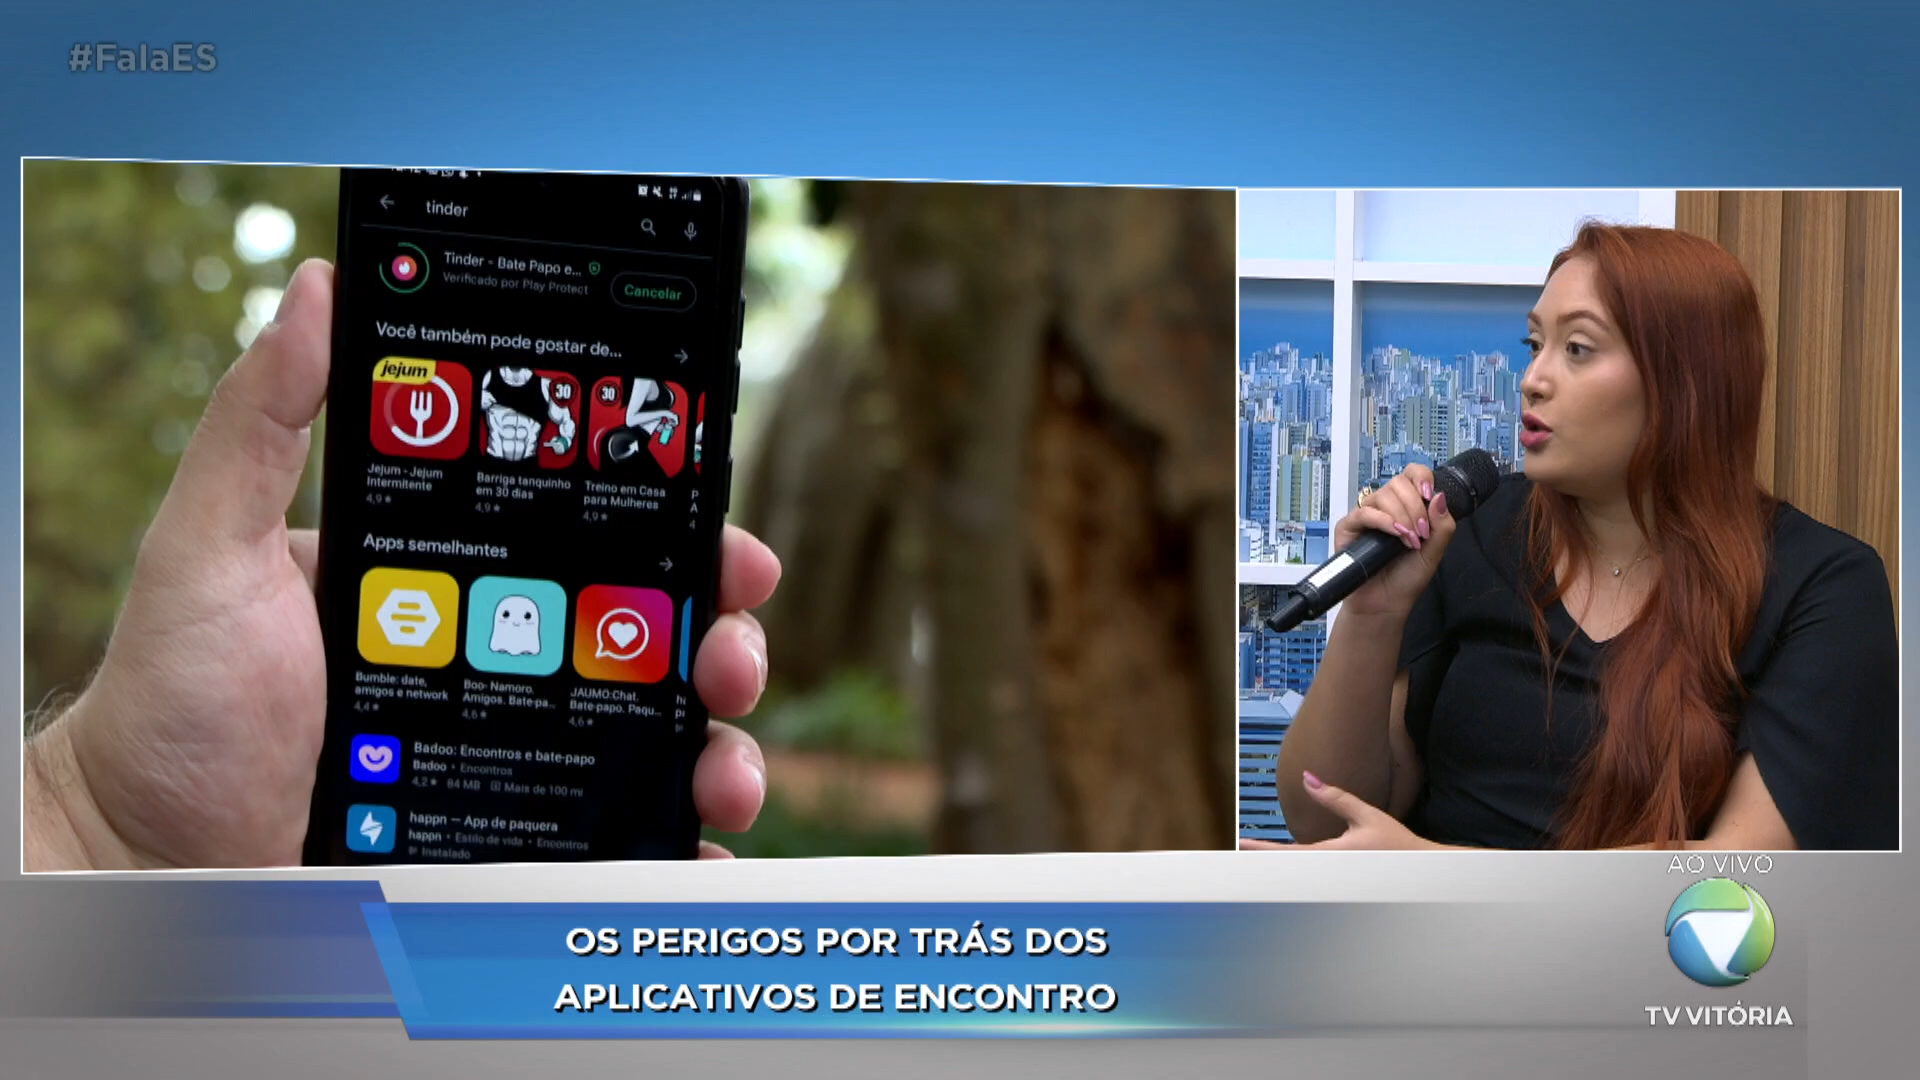 #FalaES
tinder
Tinder - Bate Papo e...
Verificado por Play Protect
Cancelar
Você também pode gostar de...
jejum
30
30
Jejum - Jejum
Intermitente
4,9★
Barriga tanquinho
em 30 dias
4,9★
Treino em Casa
para Mulheres
4,9★
P
A
4
Apps semelhantes
Bumble: date,
amigos e network
4,4★
Boo- Namoro.
Amigos. Bate-pa...
4,6★
JAUMO:Chat.
Bate-papo. Paqu...
4,6★
Badoo: Encontros e bate-papo
Badoo • Encontros
4,2★ 84 MB Mais de 100 mi
happn — App de paquera
happn • Estilo de vida • Encontros
Instalado
AO VIVO
OS PERIGOS POR TRÁS DOS
APLICATIVOS DE ENCONTRO
TV VITÓRIA